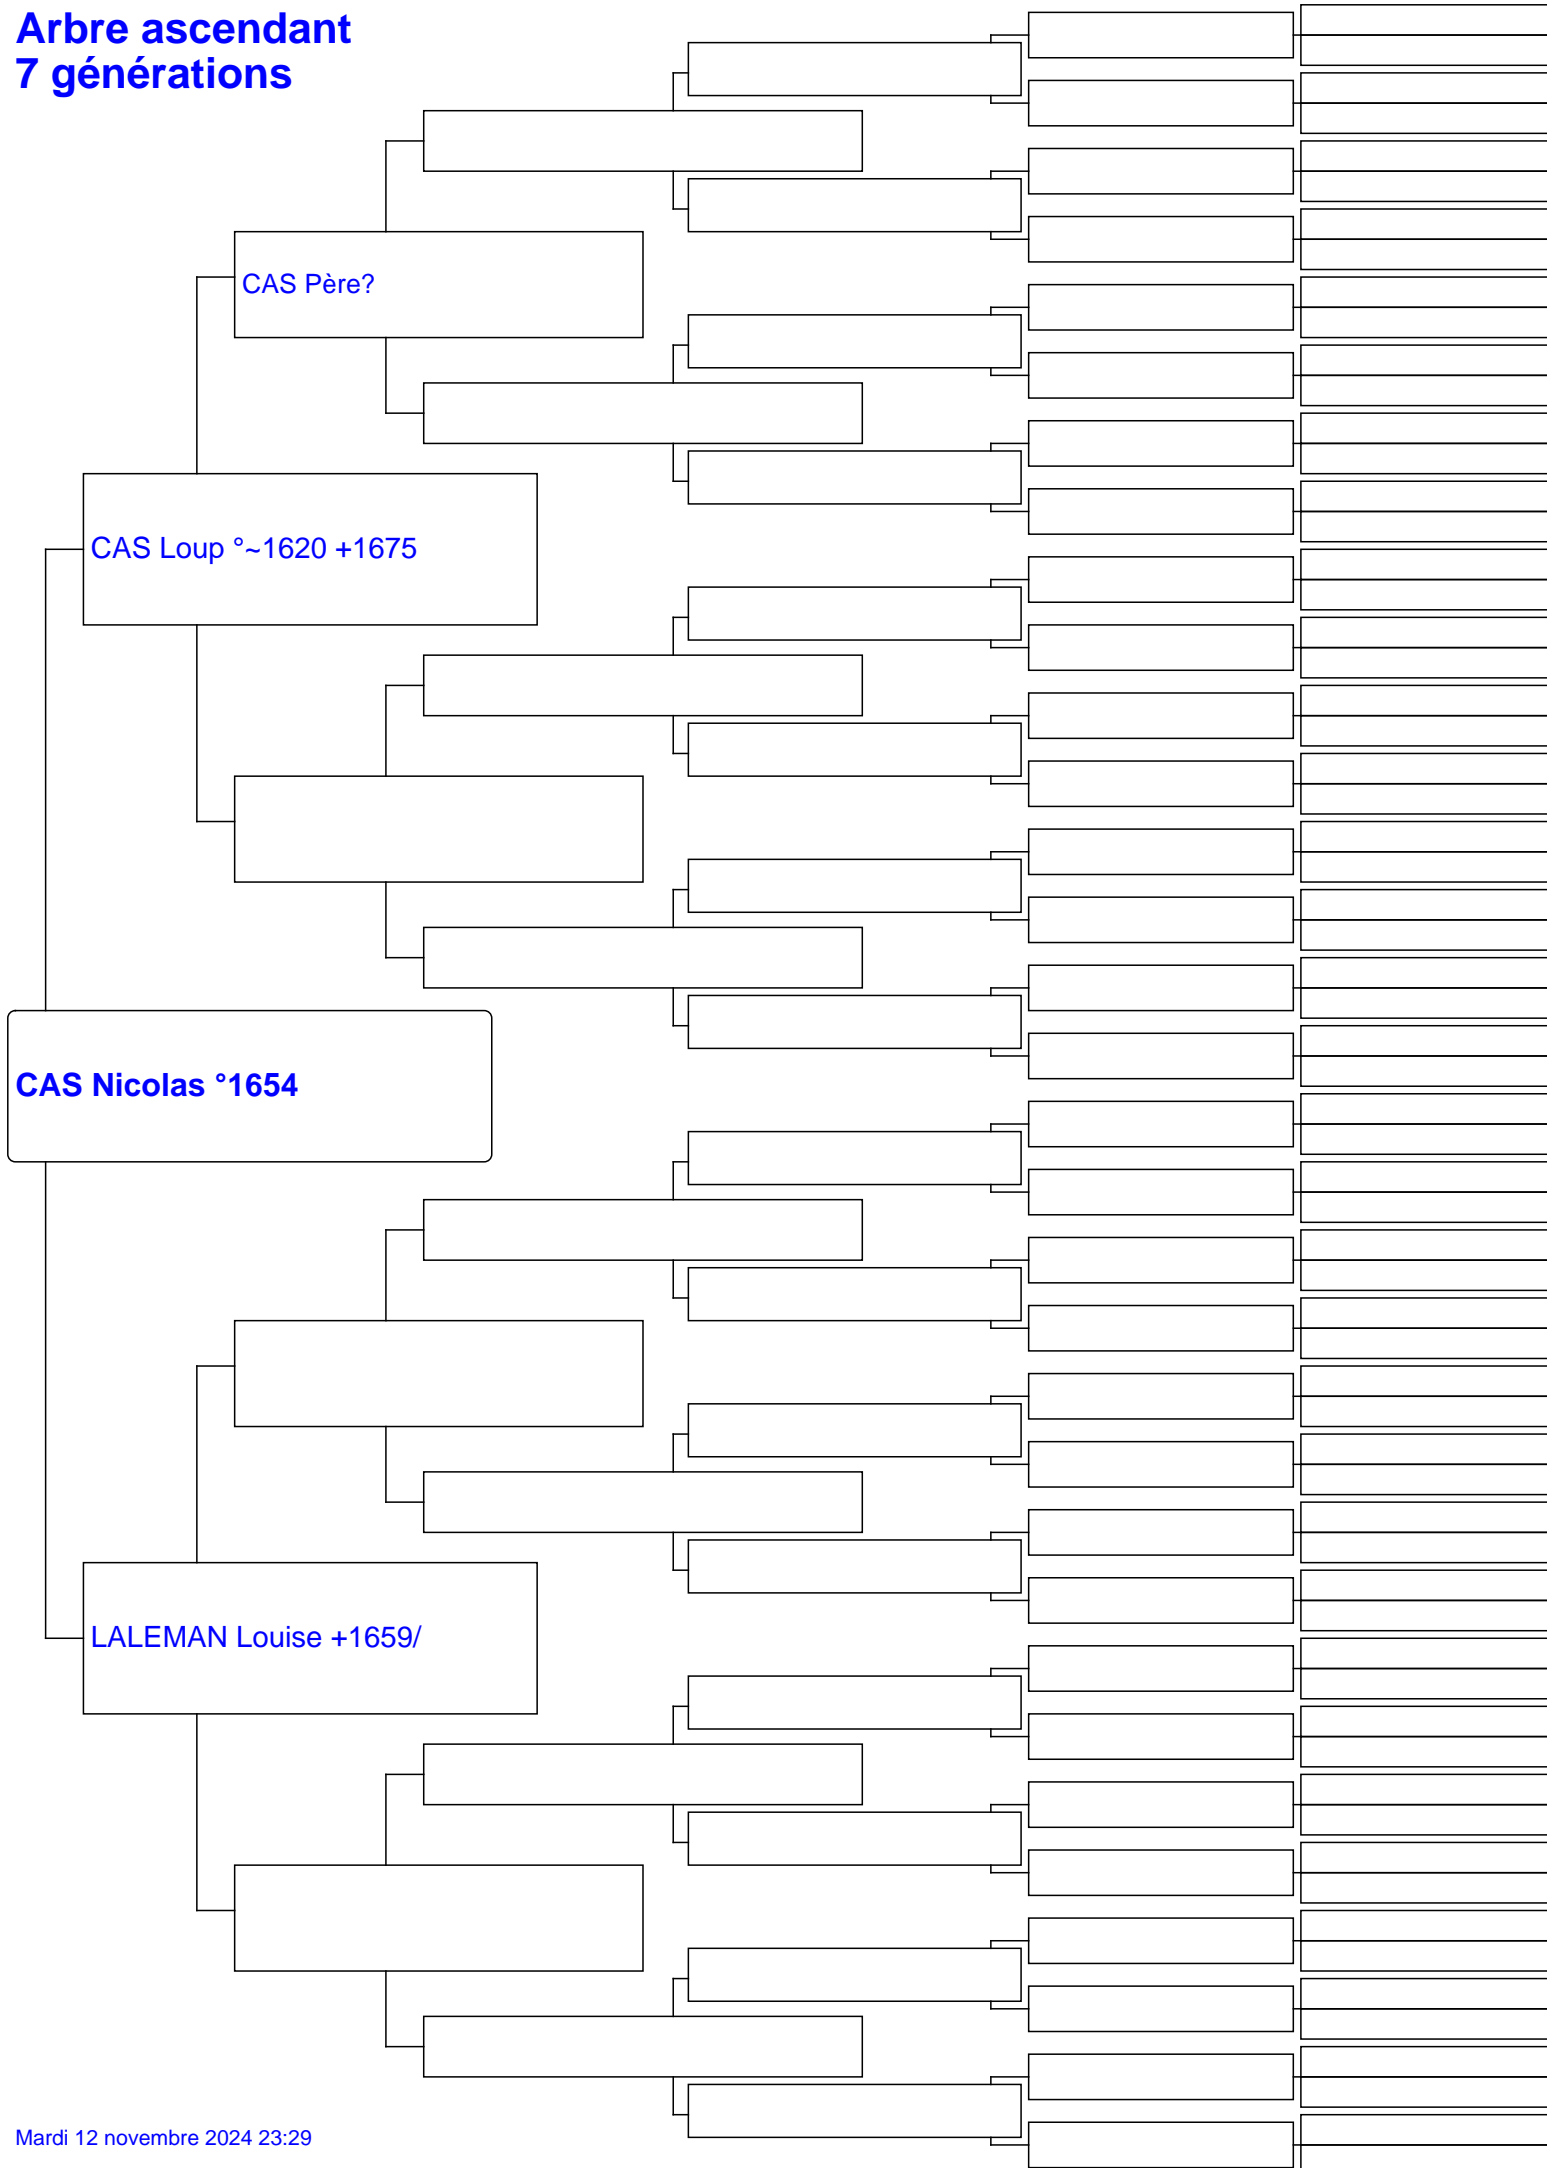 Arbre ascendant
7 générations
CAS Père?
CAS Loup °~1620 +1675
CAS Nicolas °1654
LALEMAN Louise +1659/
Mardi 12 novembre 2024 23:29